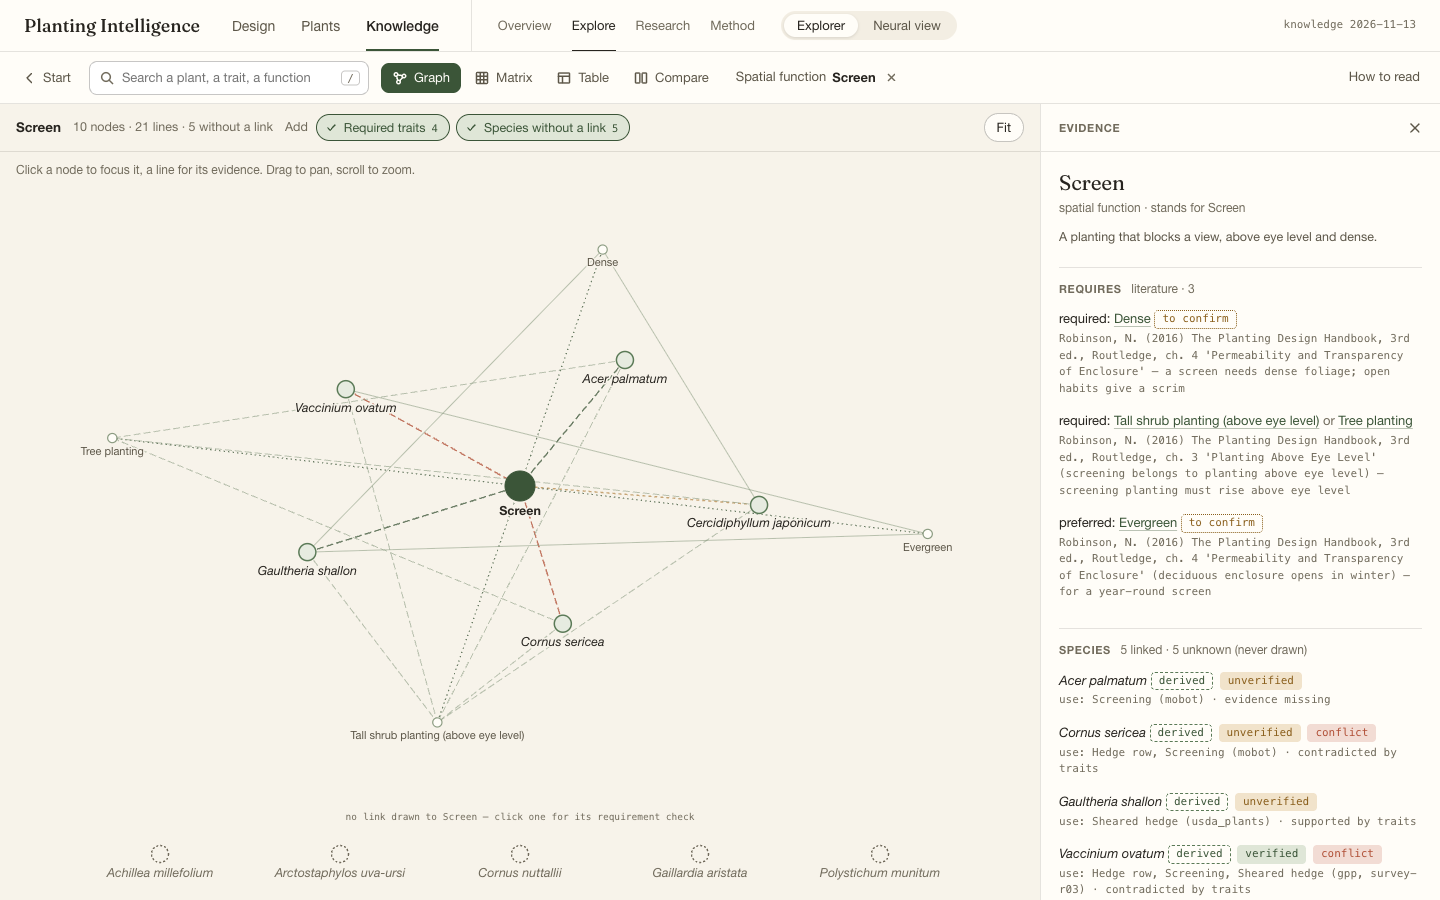 Planting Intelligence
Design
Plants
Knowledge
Overview
Explore
Research
Method
Explorer
Neural view
knowledge 2026-11-13
Start
Search a plant, a trait, a function
/
Graph
Matrix
Table
Compare
Spatial function Screen ×
How to read
Screen 10 nodes · 21 lines · 5 without a link Add
Required traits 4
Species without a link 5
Fit
Click a node to focus it, a line for its evidence. Drag to pan, scroll to zoom.
Dense
Acer palmatum
Vaccinium ovatum
Tree planting
Screen
Cercidiphyllum japonicum
Evergreen
Gaultheria shallon
Cornus sericea
Tall shrub planting (above eye level)
no link drawn to Screen — click one for its requirement check
Achillea millefolium
Arctostaphylos uva-ursi
Cornus nuttallii
Gaillardia aristata
Polystichum munitum
EVIDENCE
Screen
spatial function · stands for Screen
A planting that blocks a view, above eye level and dense.
REQUIRES literature · 3
required: Dense to confirm
Robinson, N. (2016) The Planting Design Handbook, 3rd
ed., Routledge, ch. 4 'Permeability and Transparency
of Enclosure' — a screen needs dense foliage; open
habits give a scrim
required: Tall shrub planting (above eye level) or Tree planting
Robinson, N. (2016) The Planting Design Handbook, 3rd
ed., Routledge, ch. 3 'Planting Above Eye Level'
(screening belongs to planting above eye level) —
screening planting must rise above eye level
preferred: Evergreen to confirm
Robinson, N. (2016) The Planting Design Handbook, 3rd
ed., Routledge, ch. 4 'Permeability and Transparency
of Enclosure' (deciduous enclosure opens in winter) —
for a year-round screen
SPECIES 5 linked · 5 unknown (never drawn)
Acer palmatum derived unverified
use: Screening (mobot) · evidence missing
Cornus sericea derived unverified conflict
use: Hedge row, Screening (mobot) · contradicted by
traits
Gaultheria shallon derived unverified
use: Sheared hedge (usda_plants) · supported by traits
Vaccinium ovatum derived verified conflict
use: Hedge row, Screening, Sheared hedge (gpp, survey-
r03) · contradicted by traits